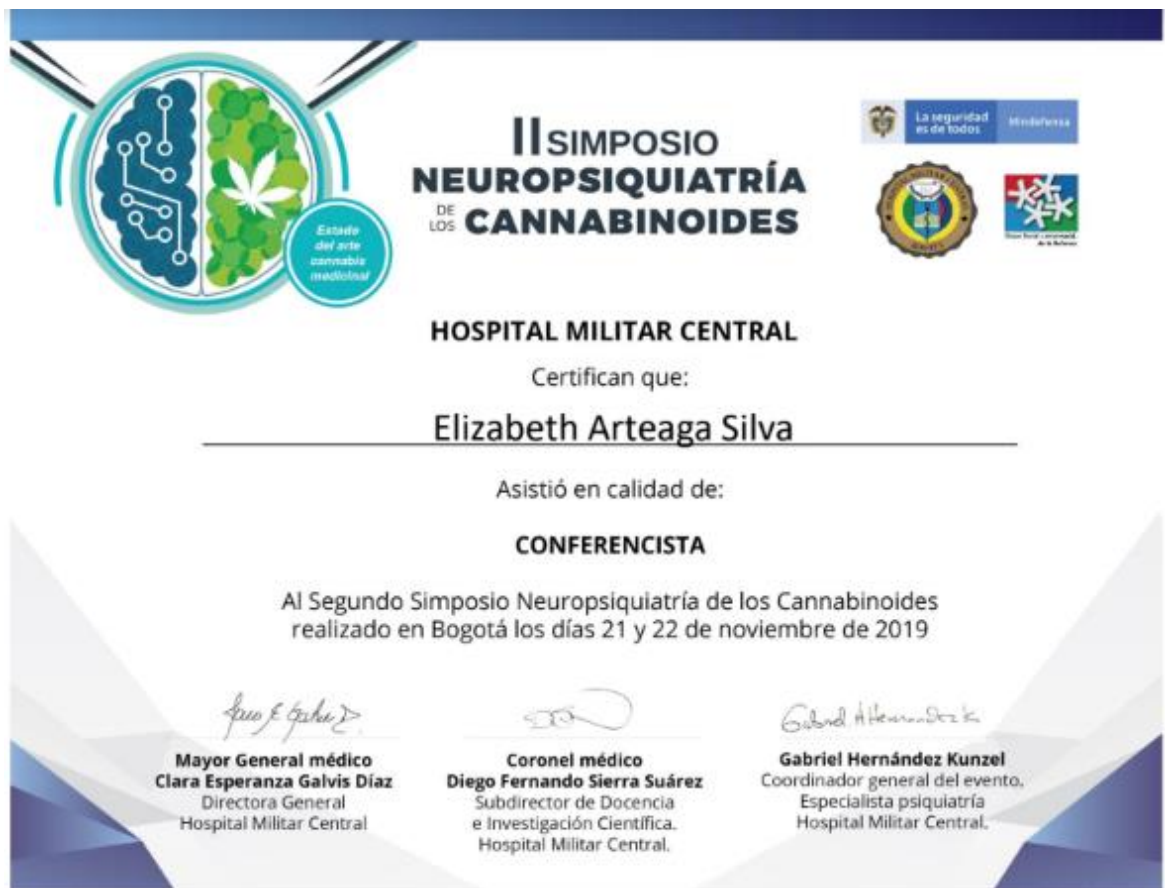 II SIMPOSIO
NEUROPSIQUIATRÍA
DE LOS CANNABINOIDES
Estado
del arte
cannabis
medicinal
La seguridad
es de todos
Mindefensa
HOSPITAL MILITAR CENTRAL
Certifican que:
Elizabeth Arteaga Silva
Asistió en calidad de:
CONFERENCISTA
Al Segundo Simposio Neuropsiquiatría de los Cannabinoides
realizado en Bogotá los días 21 y 22 de noviembre de 2019
Mayor General médico
Clara Esperanza Galvis Díaz
Directora General
Hospital Militar Central
Coronel médico
Diego Fernando Sierra Suárez
Subdirector de Docencia
e Investigación Científica.
Hospital Militar Central.
Gabriel Hernández Kunzel
Coordinador general del evento.
Especialista psiquiatría
Hospital Militar Central.